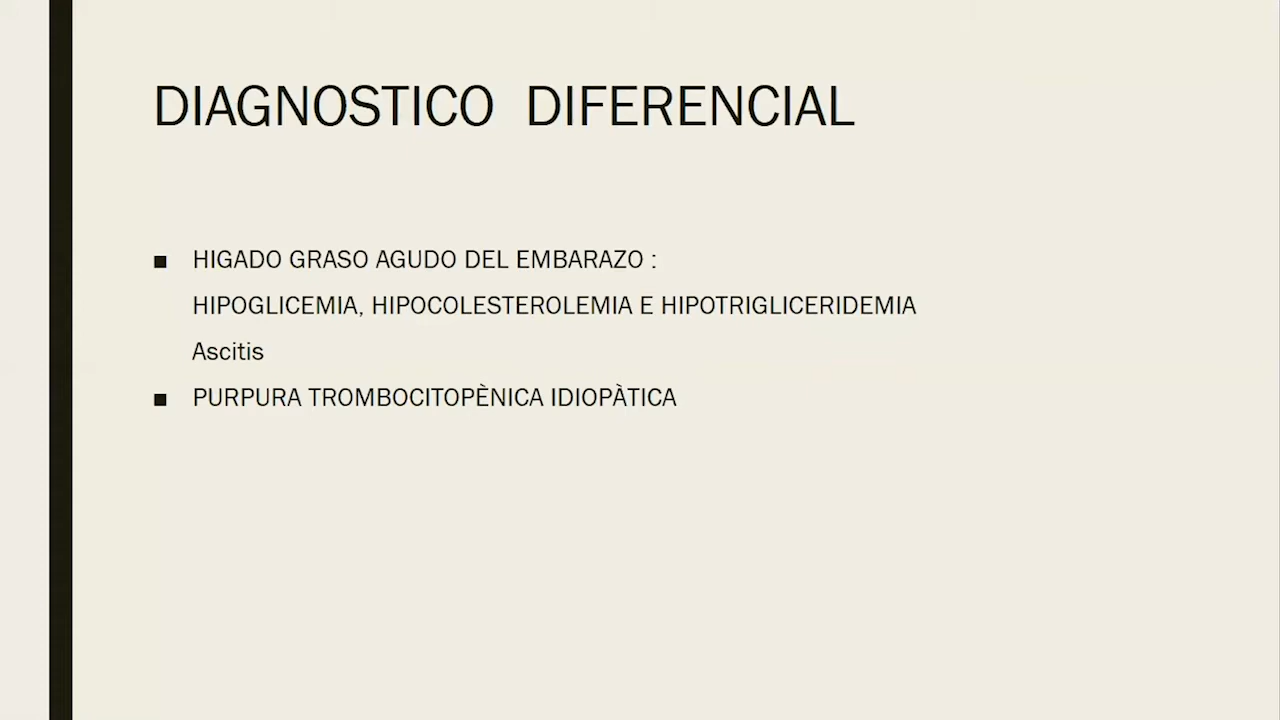 DIAGNOSTICO DIFERENCIAL
■ HIGADO GRASO AGUDO DEL EMBARAZO :
HIPOGLICEMIA, HIPOCOLESTEROLEMIA E HIPOTRIGLICERIDEMIA
Ascitis
■ PURPURA TROMBOCITOPÈNICA IDIOPÀTICA